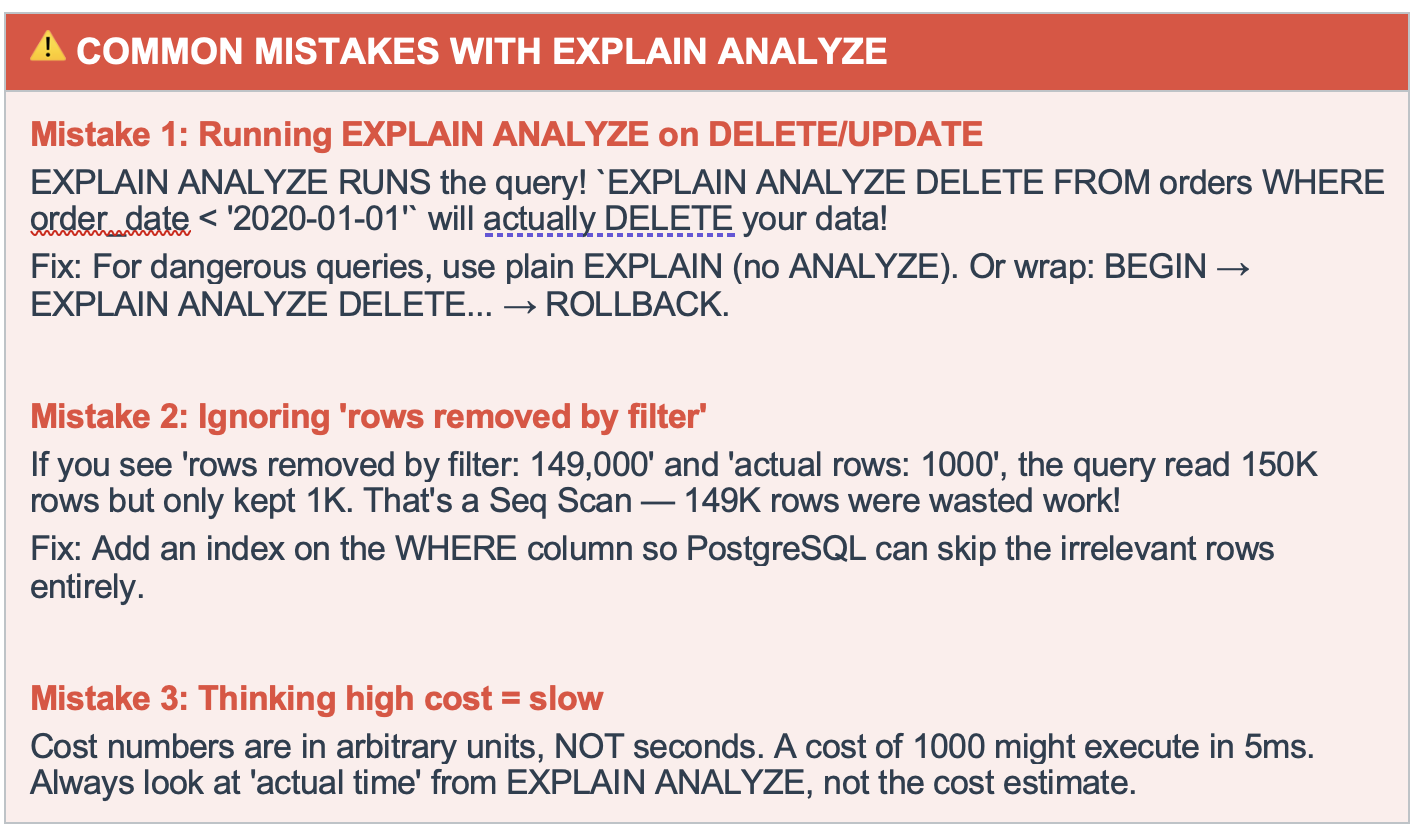 ⚠ COMMON MISTAKES WITH EXPLAIN ANALYZE
Mistake 1: Running EXPLAIN ANALYZE on DELETE/UPDATE
EXPLAIN ANALYZE RUNS the query! `EXPLAIN ANALYZE DELETE FROM orders WHERE
order_date < '2020-01-01'` will actually DELETE your data!
Fix: For dangerous queries, use plain EXPLAIN (no ANALYZE). Or wrap: BEGIN →
EXPLAIN ANALYZE DELETE... → ROLLBACK.
Mistake 2: Ignoring 'rows removed by filter'
If you see 'rows removed by filter: 149,000' and 'actual rows: 1000', the query read 150K
rows but only kept 1K. That's a Seq Scan — 149K rows were wasted work!
Fix: Add an index on the WHERE column so PostgreSQL can skip the irrelevant rows
entirely.
Mistake 3: Thinking high cost = slow
Cost numbers are in arbitrary units, NOT seconds. A cost of 1000 might execute in 5ms.
Always look at 'actual time' from EXPLAIN ANALYZE, not the cost estimate.